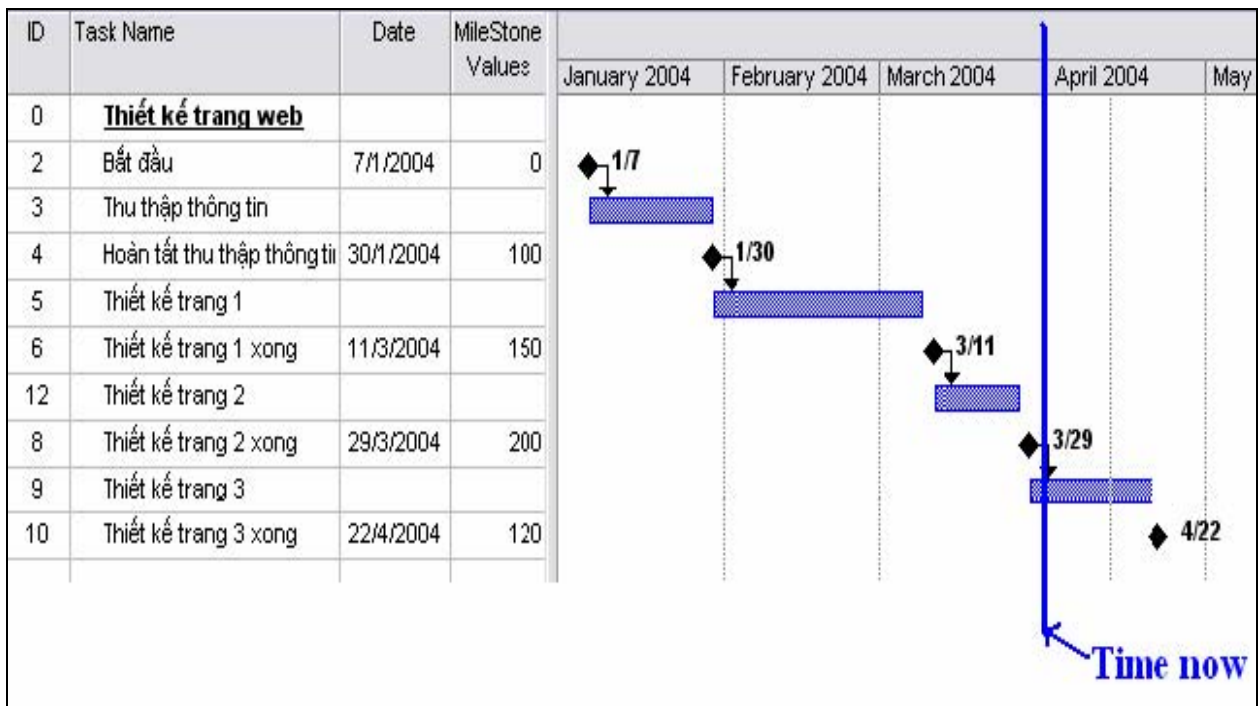 ID Task Name Date MileStone Values
January 2004 February 2004 March 2004 April 2004 May
0 Thiết kế trang web
2 Bắt đầu 7/1/2004 0 1/7
3 Thu thập thông tin
4 Hoàn tất thu thập thông tin 30/1/2004 100 1/30
5 Thiết kế trang 1
6 Thiết kế trang 1 xong 11/3/2004 150 3/11
12 Thiết kế trang 2
8 Thiết kế trang 2 xong 29/3/2004 200 3/29
9 Thiết kế trang 3
10 Thiết kế trang 3 xong 22/4/2004 120 4/22
Time now